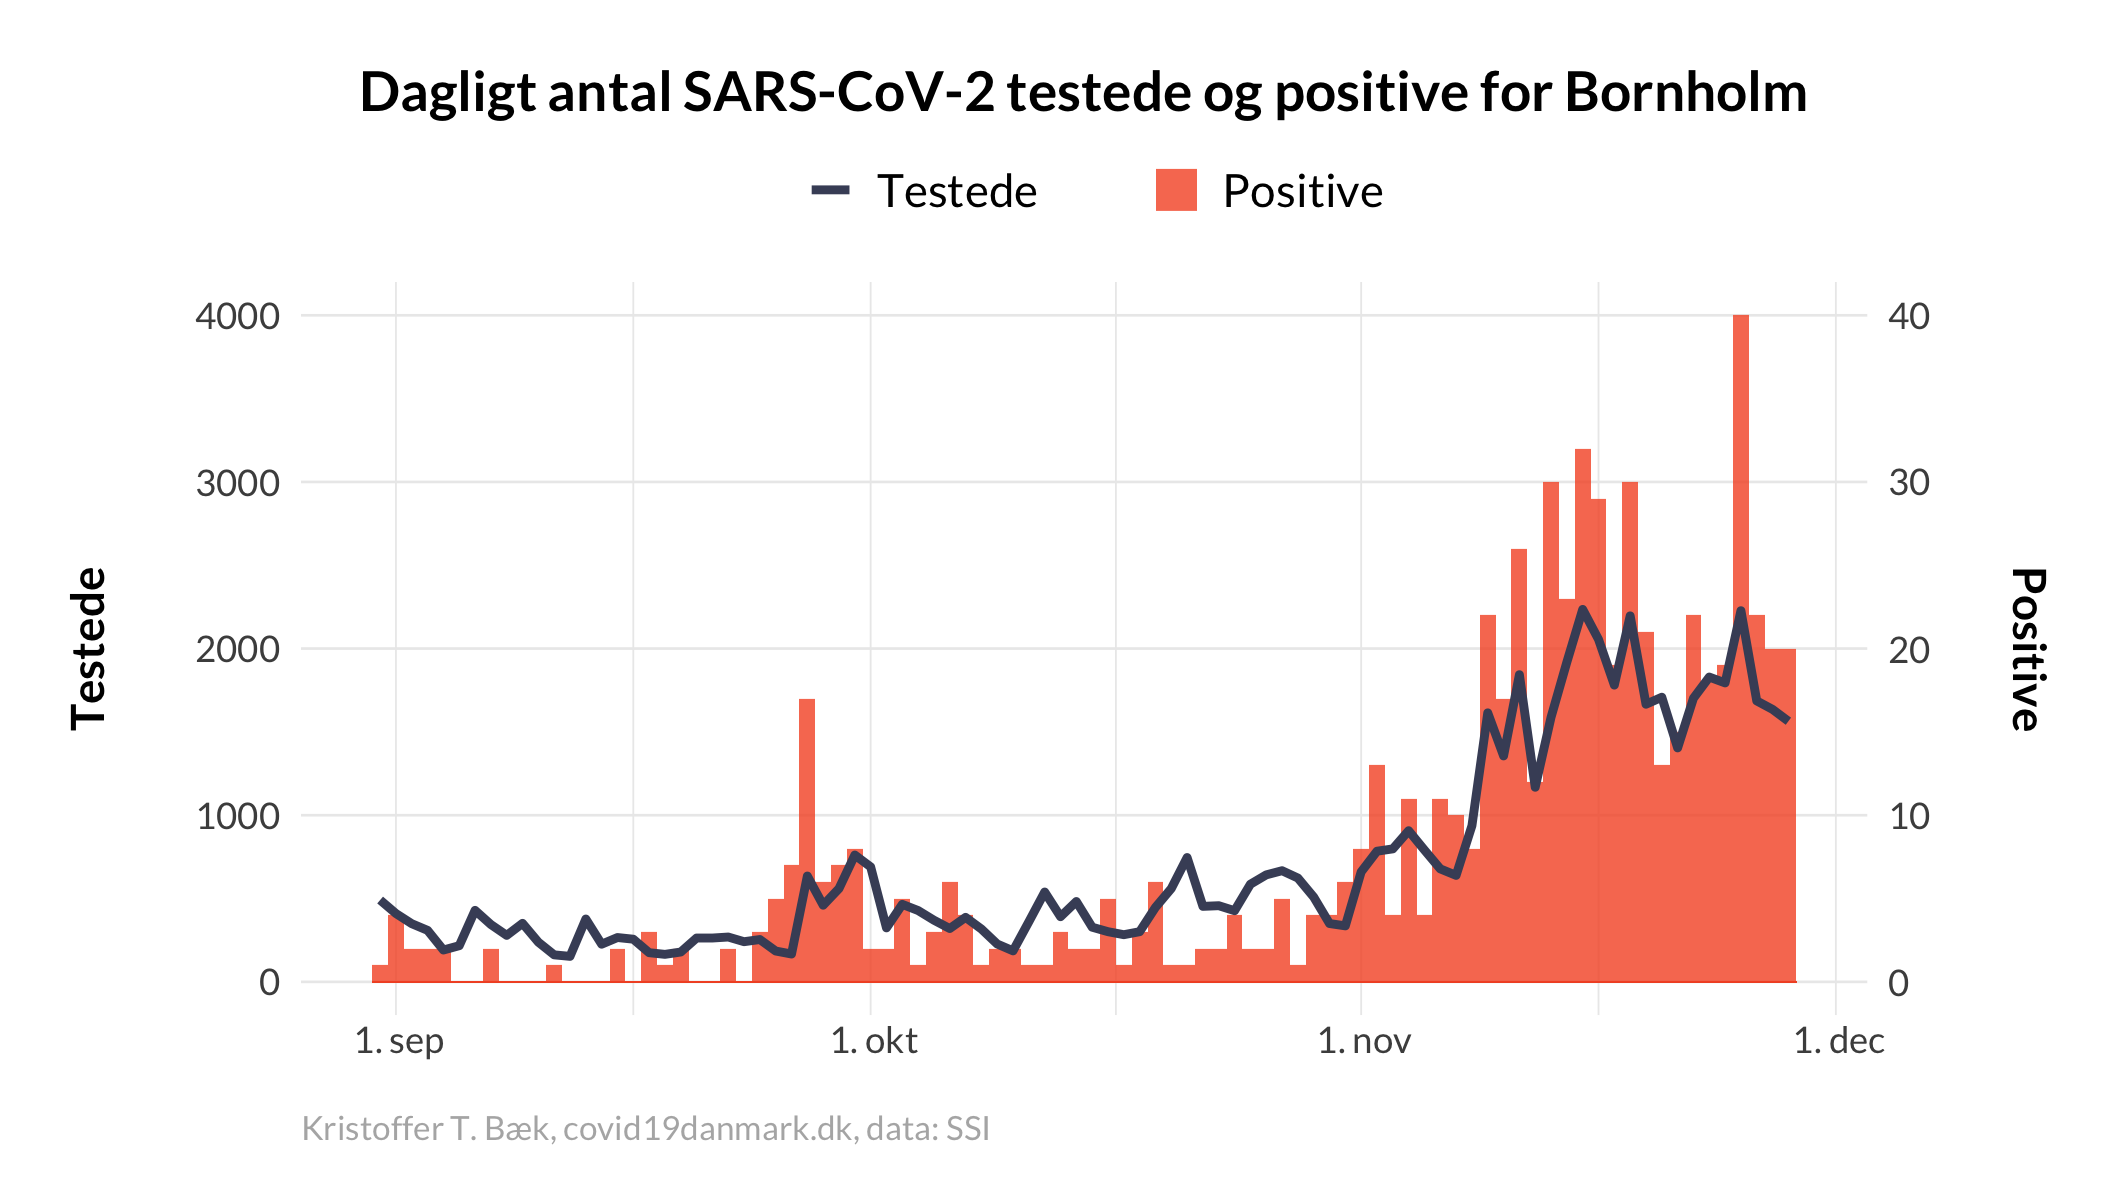 Dagligt antal SARS-CoV-2 testede og positive for Bornholm
Testede Positive
Testede
4000
3000
2000
1000
0
40
30
20
10
0
Positive
1. sep 1. okt 1. nov 1. dec
Kristoffer T. Bæk, covid19danmark.dk, data: SSI